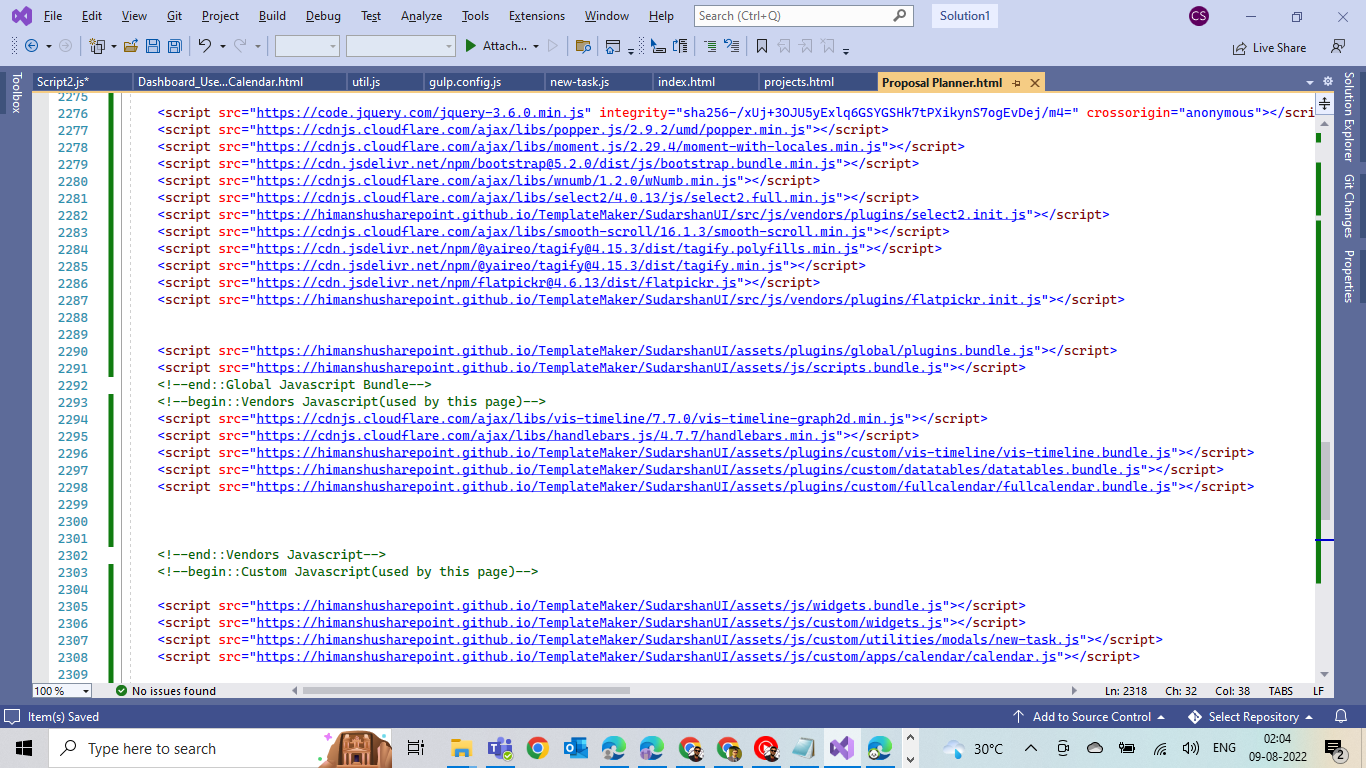 File Edit View Git Project Build Debug Test Analyze Tools Extensions Window Help Search (Ctrl+Q) Solution1 CS
Attach... Live Share
Toolbox
Script2.js* Dashboard_Use...Calendar.html util.js gulp.config.js new-task.js index.html projects.html Proposal Planner.html
2275
2276 <script src="https://code.jquery.com/jquery-3.6.0.min.js" integrity="sha256-/xUj+3OJU5yExlq6GSYGSHk7tPXikynS7ogEvDej/m4=" crossorigin="anonymous"></scri
2277 <script src="https://cdnjs.cloudflare.com/ajax/libs/popper.js/2.9.2/umd/popper.min.js"></script>
2278 <script src="https://cdnjs.cloudflare.com/ajax/libs/moment.js/2.29.4/moment-with-locales.min.js"></script>
2279 <script src="https://cdn.jsdelivr.net/npm/bootstrap@5.2.0/dist/js/bootstrap.bundle.min.js"></script>
2280 <script src="https://cdnjs.cloudflare.com/ajax/libs/wnumb/1.2.0/wNumb.min.js"></script>
2281 <script src="https://cdnjs.cloudflare.com/ajax/libs/select2/4.0.13/js/select2.full.min.js"></script>
2282 <script src="https://himanshusharepoint.github.io/TemplateMaker/SudarshanUI/src/js/vendors/plugins/select2.init.js"></script>
2283 <script src="https://cdnjs.cloudflare.com/ajax/libs/smooth-scroll/16.1.3/smooth-scroll.min.js"></script>
2284 <script src="https://cdn.jsdelivr.net/npm/@yaireo/tagify@4.15.3/dist/tagify.polyfills.min.js"></script>
2285 <script src="https://cdn.jsdelivr.net/npm/@yaireo/tagify@4.15.3/dist/tagify.min.js"></script>
2286 <script src="https://cdn.jsdelivr.net/npm/flatpickr@4.6.13/dist/flatpickr.js"></script>
2287 <script src="https://himanshusharepoint.github.io/TemplateMaker/SudarshanUI/src/js/vendors/plugins/flatpickr.init.js"></script>
2288
2289
2290 <script src="https://himanshusharepoint.github.io/TemplateMaker/SudarshanUI/assets/plugins/global/plugins.bundle.js"></script>
2291 <script src="https://himanshusharepoint.github.io/TemplateMaker/SudarshanUI/assets/js/scripts.bundle.js"></script>
2292 <!--end::Global Javascript Bundle-->
2293 <!--begin::Vendors Javascript(used by this page)-->
2294 <script src="https://cdnjs.cloudflare.com/ajax/libs/vis-timeline/7.7.0/vis-timeline-graph2d.min.js"></script>
2295 <script src="https://cdnjs.cloudflare.com/ajax/libs/handlebars.js/4.7.7/handlebars.min.js"></script>
2296 <script src="https://himanshusharepoint.github.io/TemplateMaker/SudarshanUI/assets/plugins/custom/vis-timeline/vis-timeline.bundle.js"></script>
2297 <script src="https://himanshusharepoint.github.io/TemplateMaker/SudarshanUI/assets/plugins/custom/datatables/datatables.bundle.js"></script>
2298 <script src="https://himanshusharepoint.github.io/TemplateMaker/SudarshanUI/assets/plugins/custom/fullcalendar/fullcalendar.bundle.js"></script>
2299
2300
2301
2302 <!--end::Vendors Javascript-->
2303 <!--begin::Custom Javascript(used by this page)-->
2304
2305 <script src="https://himanshusharepoint.github.io/TemplateMaker/SudarshanUI/assets/js/widgets.bundle.js"></script>
2306 <script src="https://himanshusharepoint.github.io/TemplateMaker/SudarshanUI/assets/js/custom/widgets.js"></script>
2307 <script src="https://himanshusharepoint.github.io/TemplateMaker/SudarshanUI/assets/js/custom/utilities/modals/new-task.js"></script>
2308 <script src="https://himanshusharepoint.github.io/TemplateMaker/SudarshanUI/assets/js/custom/apps/calendar/calendar.js"></script>
2309
Solution Explorer
Git Changes
Properties
100 % No issues found Ln: 2318 Ch: 32 Col: 38 TABS LF
Item(s) Saved Add to Source Control Select Repository
Type here to search 30°C ENG 02:04
09-08-2022 2